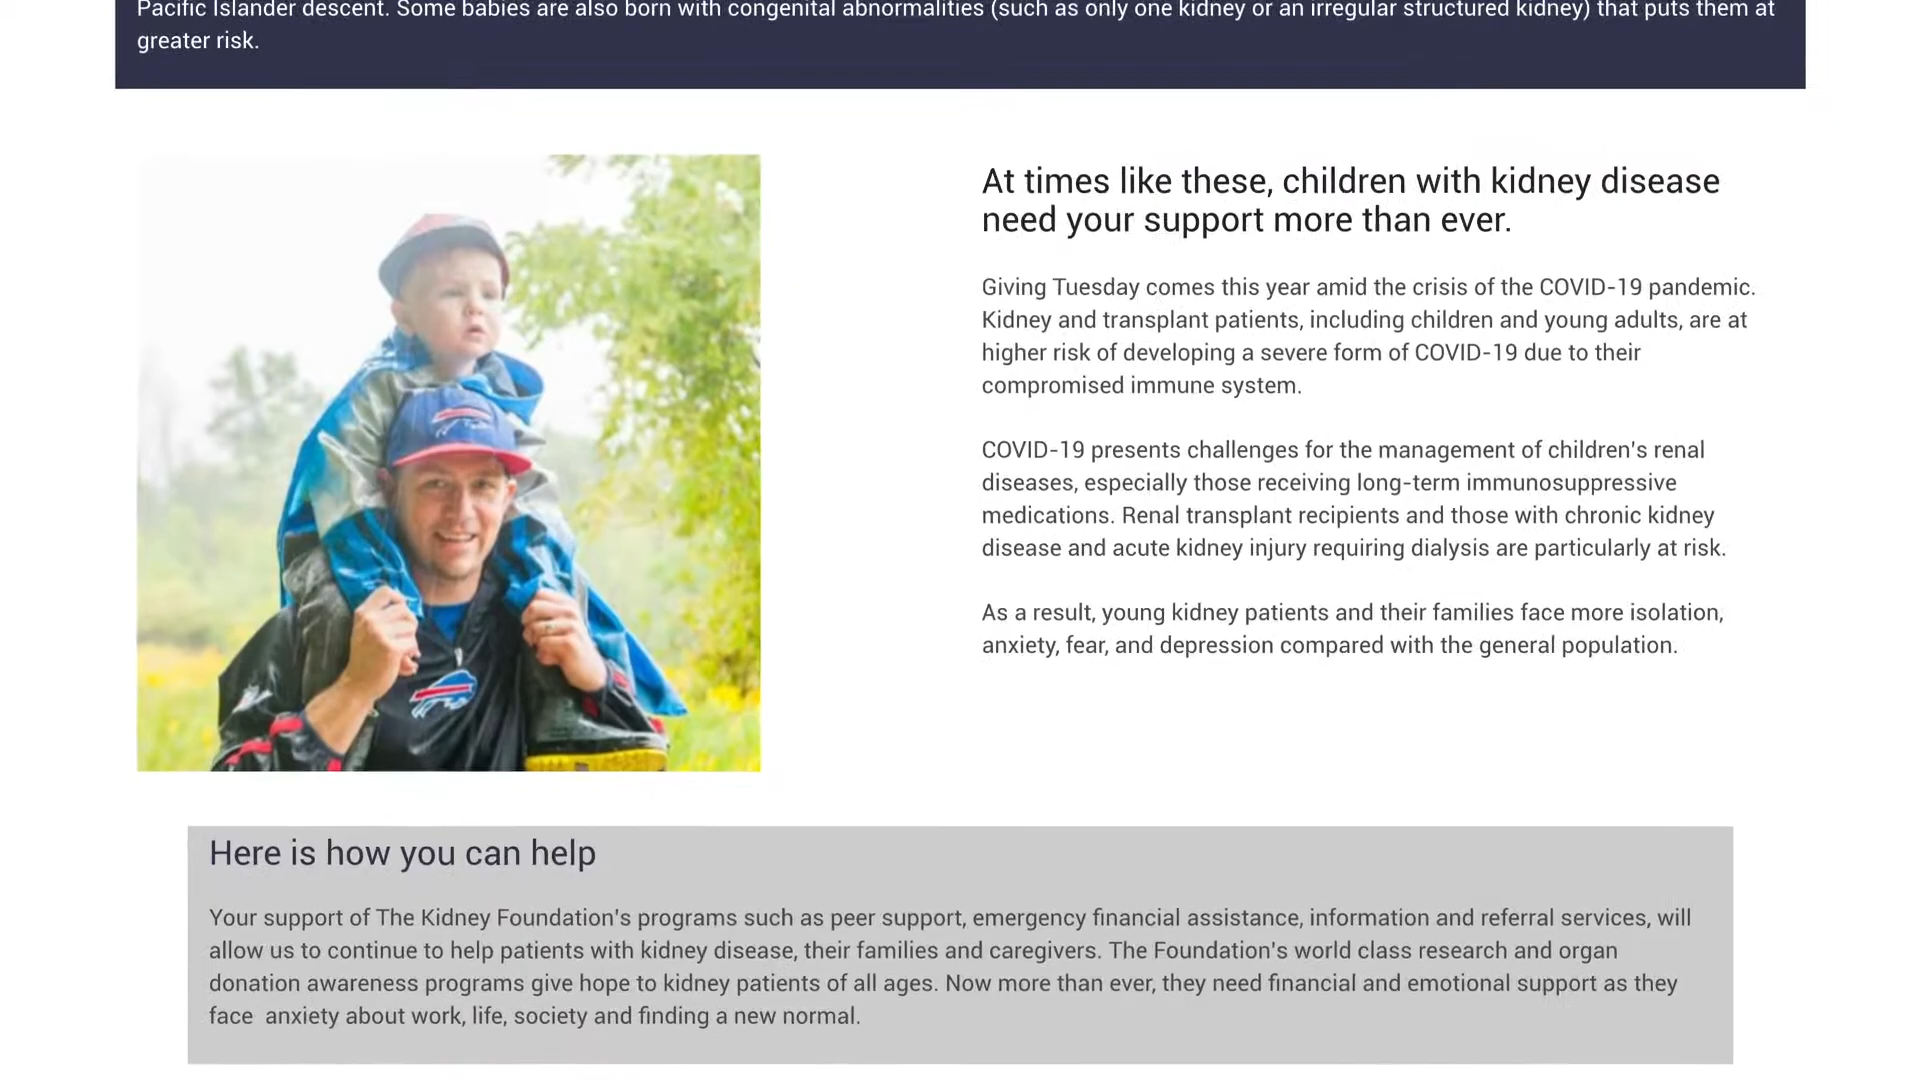 Pacific Islander descent. Some babies are also born with congenital abnormalities (such as only one kidney or an irregular structured kidney) that puts them at
greater risk.
At times like these, children with kidney disease
need your support more than ever.
Giving Tuesday comes this year amid the crisis of the COVID-19 pandemic.
Kidney and transplant patients, including children and young adults, are at
higher risk of developing a severe form of COVID-19 due to their
compromised immune system.
COVID-19 presents challenges for the management of children's renal
diseases, especially those receiving long-term immunosuppressive
medications. Renal transplant recipients and those with chronic kidney
disease and acute kidney injury requiring dialysis are particularly at risk.
As a result, young kidney patients and their families face more isolation,
anxiety, fear, and depression compared with the general population.
Here is how you can help
Your support of The Kidney Foundation's programs such as peer support, emergency financial assistance, information and referral services, will
allow us to continue to help patients with kidney disease, their families and caregivers. The Foundation's world class research and organ
donation awareness programs give hope to kidney patients of all ages. Now more than ever, they need financial and emotional support as they
face  anxiety about work, life, society and finding a new normal.